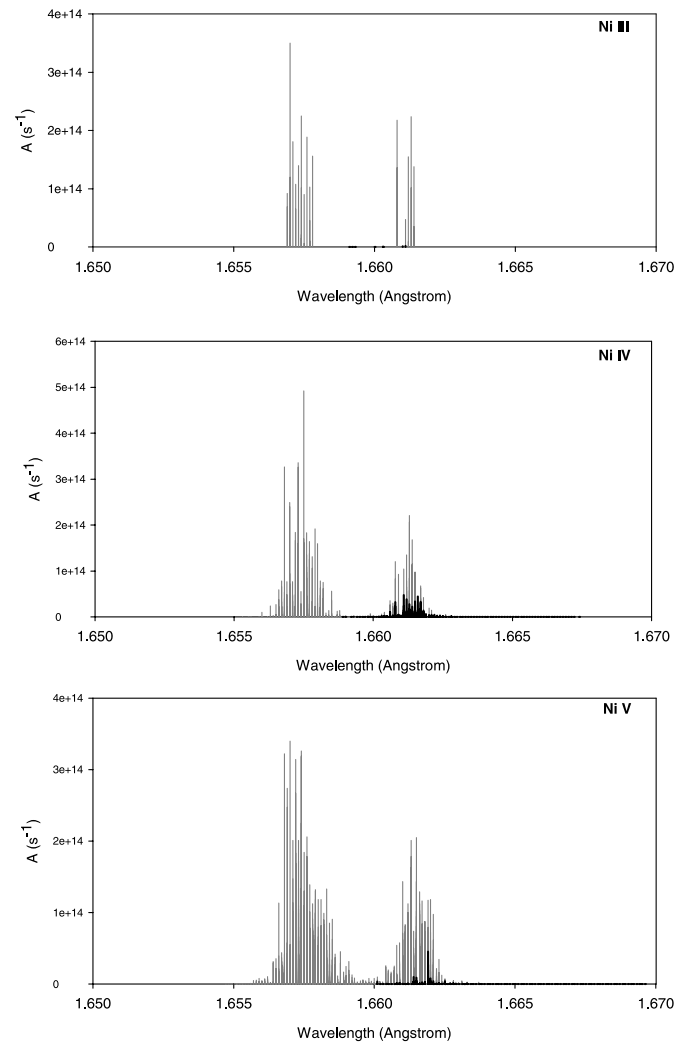 4e+14
Ni III
3e+14
2e+14
1e+14
0
A (s-1)
1.650 1.655 1.660 1.665 1.670
Wavelength (Angstrom)
6e+14
Ni IV
5e+14
4e+14
3e+14
2e+14
1e+14
0
A (s-1)
1.650 1.655 1.660 1.665 1.670
Wavelength (Angstrom)
4e+14
Ni V
3e+14
2e+14
1e+14
0
A (s-1)
1.650 1.655 1.660 1.665 1.670
Wavelength (Angstrom)